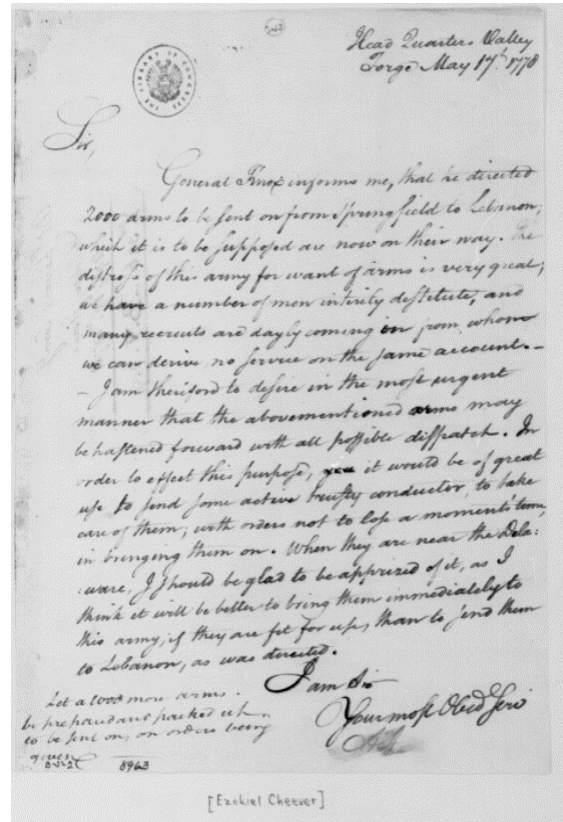 Head Quarters Valley
Forge May 17th. 1778
THE LIBRARY OF CONGRESS
Sir,
General Knox informs me, that he directed
2000 arms to be sent on from Springfield to Lebanon,
which it is to be supposed are now on their way. The
distress of this army for want of arms is very great;
we have a number of men intirely destitute, and
many recruits are dayly coming in from whom
we can derive no service on the same account. –
– I am thereford to desire in the most urgent
manner that the abovementioned arms may
be hastened forward with all possible disspatch. In
order to effect this purpose, it would be of great
use to send some active trusty conductor, to take
care of them; with orders not to lose a moments' time,
in bringing them on. When they are near the Dela:
ware, I should be glad to be apprized of it, as I
think it will be better to bring them immediately to
this army, if they are fit for use, than to send them
to Lebanon, as was directed.
I am Sir
Your most Obed Serv
Let a 1000 more arms.
be prepared and packed up
to be sent on, on orders being
given
8963
[Ezekiel Cheever]